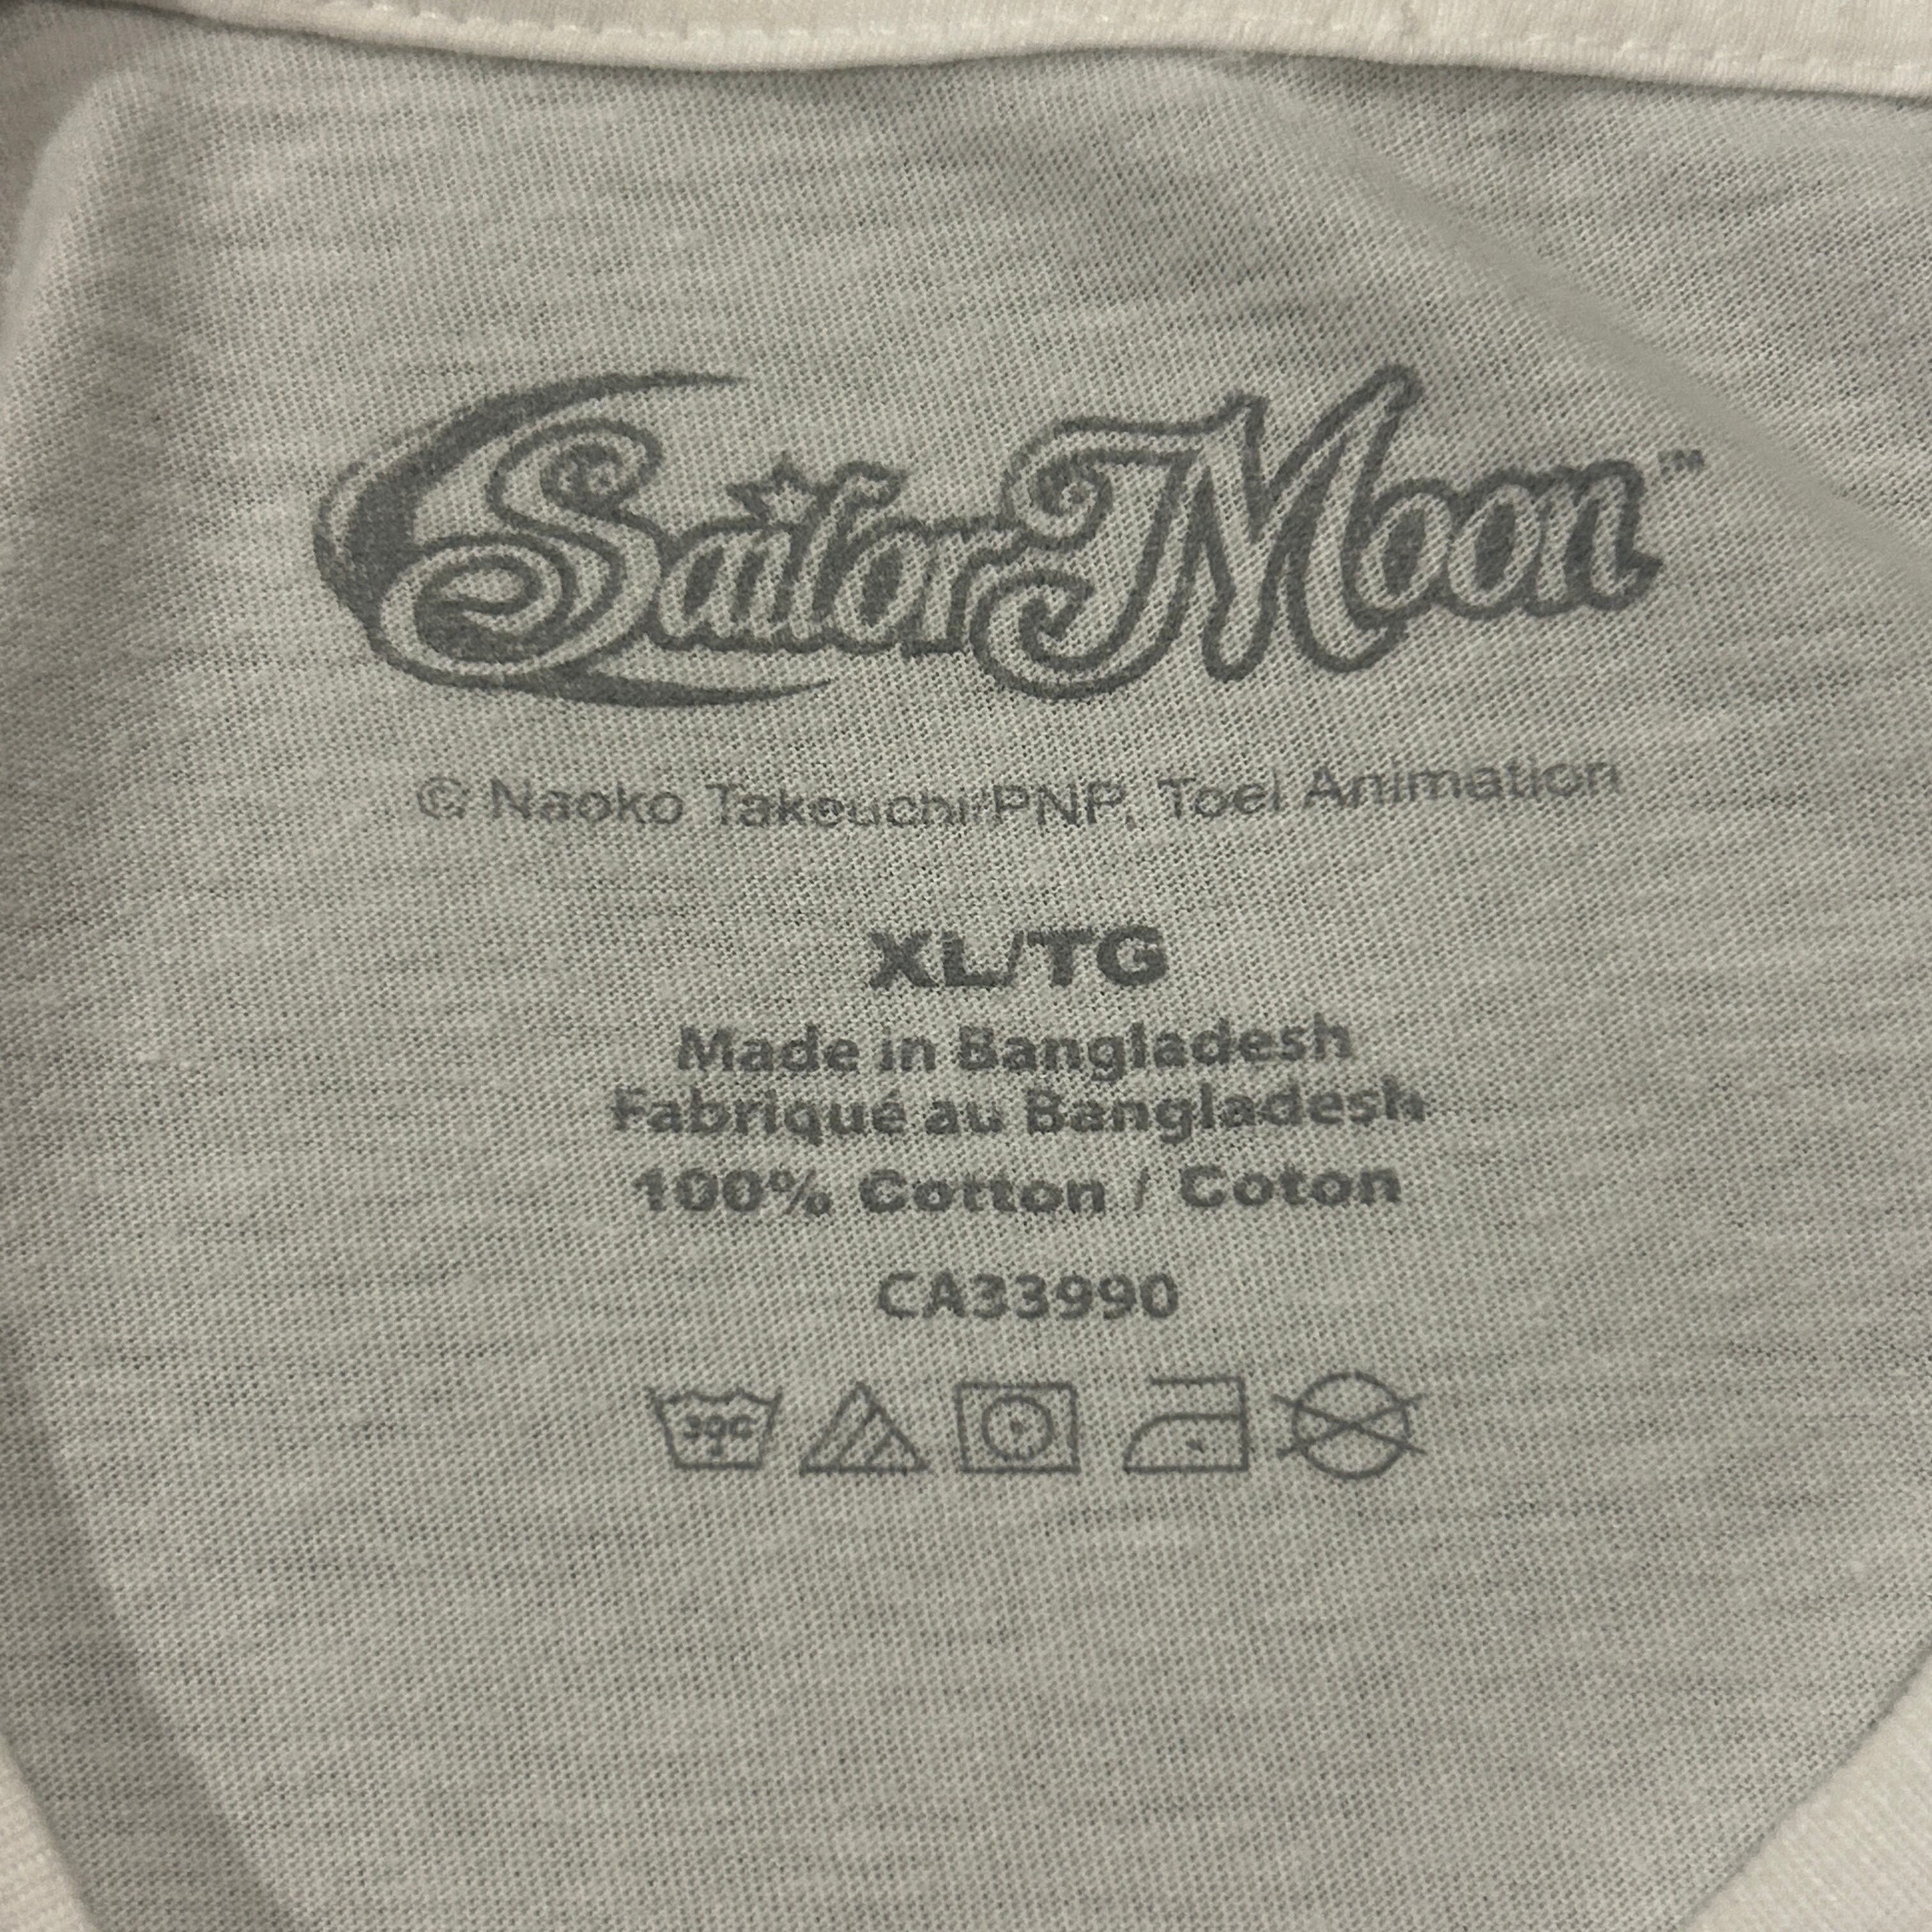 Sailor Moon™
© Naoko Takeuchi/PNP, Toei Animation
XL/TG
Made in Bangladesh
Fabriqué au Bangladesh
100% Cotton / Coton
CA33990
30C